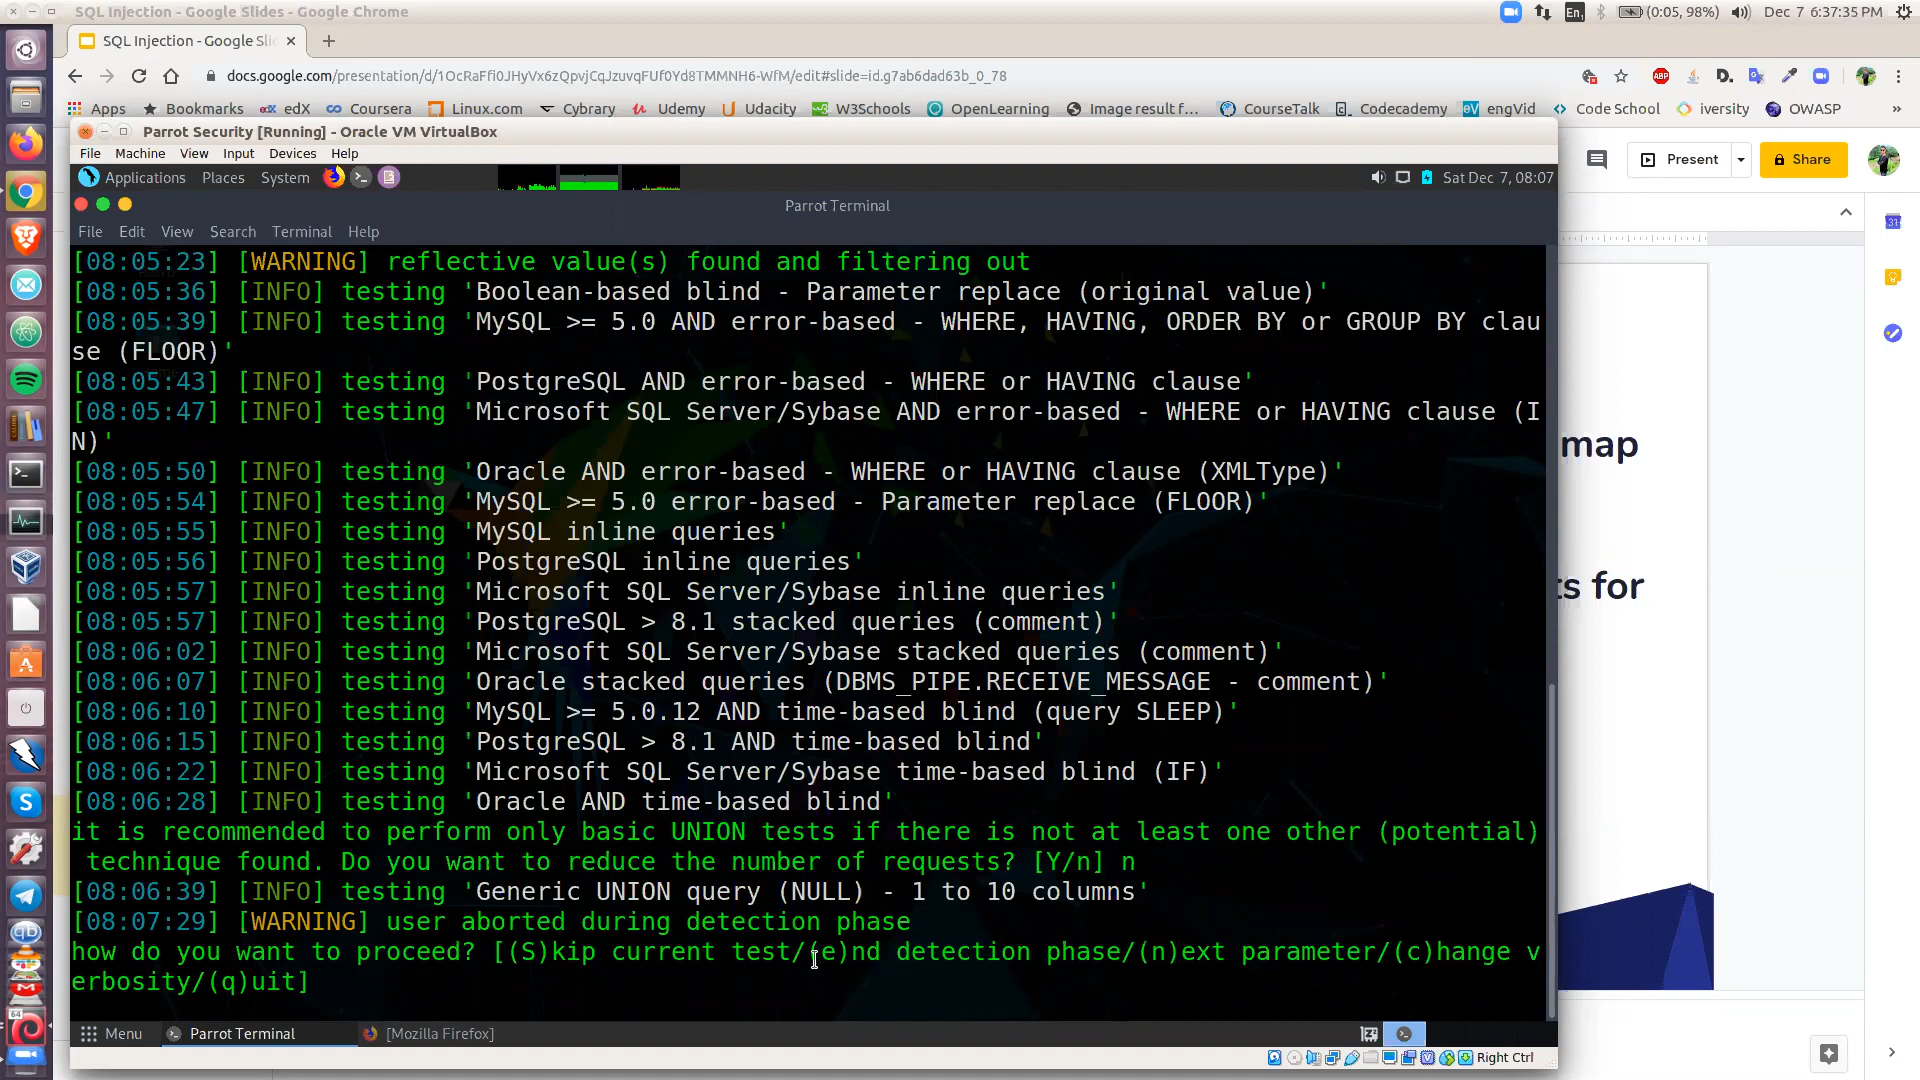 SQL Injection - Google Slides - Google Chrome
En
(0:05, 98%)
Dec 7 6:37:35 PM
SQL Injection - Google Sli
docs.google.com/presentation/d/1OcRaFfi0JHyVx6zQpvjCqJzuvqFUf0Yd8TMMNH6-WfM/edit#slide=id.g7ab6dad63b_0_78
ABP
D.
Apps
Bookmarks
edX
Coursera
Linux.com
Cybrary
Udemy
Udacity
W3Schools
OpenLearning
Image result f...
CourseTalk
Codecademy
engVid
Code School
iversity
OWASP
»
Parrot Security [Running] - Oracle VM VirtualBox
File Machine View Input Devices Help
Present
Share
Applications Places System
Sat Dec 7, 08:07
Parrot Terminal
File Edit View Search Terminal Help
31
[08:05:23] [WARNING] reflective value(s) found and filtering out
[08:05:36] [INFO] testing 'Boolean-based blind - Parameter replace (original value)'
[08:05:39] [INFO] testing 'MySQL >= 5.0 AND error-based - WHERE, HAVING, ORDER BY or GROUP BY clau
se (FLOOR)'
[08:05:43] [INFO] testing 'PostgreSQL AND error-based - WHERE or HAVING clause'
[08:05:47] [INFO] testing 'Microsoft SQL Server/Sybase AND error-based - WHERE or HAVING clause (I
N)'
[08:05:50] [INFO] testing 'Oracle AND error-based - WHERE or HAVING clause (XMLType)'
[08:05:54] [INFO] testing 'MySQL >= 5.0 error-based - Parameter replace (FLOOR)'
[08:05:55] [INFO] testing 'MySQL inline queries'
[08:05:56] [INFO] testing 'PostgreSQL inline queries'
[08:05:57] [INFO] testing 'Microsoft SQL Server/Sybase inline queries'
[08:05:57] [INFO] testing 'PostgreSQL > 8.1 stacked queries (comment)'
[08:06:02] [INFO] testing 'Microsoft SQL Server/Sybase stacked queries (comment)'
[08:06:07] [INFO] testing 'Oracle stacked queries (DBMS_PIPE.RECEIVE_MESSAGE - comment)'
[08:06:10] [INFO] testing 'MySQL >= 5.0.12 AND time-based blind (query SLEEP)'
[08:06:15] [INFO] testing 'PostgreSQL > 8.1 AND time-based blind'
[08:06:22] [INFO] testing 'Microsoft SQL Server/Sybase time-based blind (IF)'
[08:06:28] [INFO] testing 'Oracle AND time-based blind'
it is recommended to perform only basic UNION tests if there is not at least one other (potential)
technique found. Do you want to reduce the number of requests? [Y/n] n
[08:06:39] [INFO] testing 'Generic UNION query (NULL) - 1 to 10 columns'
[08:07:29] [WARNING] user aborted during detection phase
how do you want to proceed? [(S)kip current test/(e)nd detection phase/(n)ext parameter/(c)hange v
erbosity/(q)uit]
map
ts for
Menu
Parrot Terminal
[Mozilla Firefox]
Right Ctrl